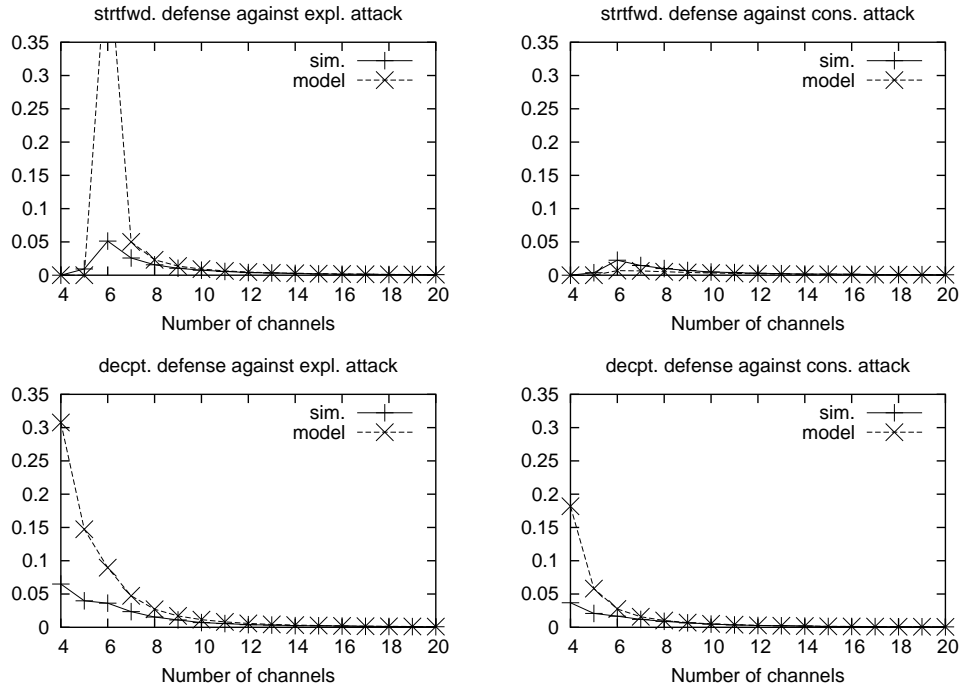 strtfwd. defense against expl. attack
0.35
0.3
0.25
0.2
0.15
0.1
0.05
0
sim.
model
4 6 8 10 12 14 16 18 20
Number of channels
strtfwd. defense against cons. attack
0.35
0.3
0.25
0.2
0.15
0.1
0.05
0
sim.
model
4 6 8 10 12 14 16 18 20
Number of channels
decpt. defense against expl. attack
0.35
0.3
0.25
0.2
0.15
0.1
0.05
0
sim.
model
4 6 8 10 12 14 16 18 20
Number of channels
decpt. defense against cons. attack
0.35
0.3
0.25
0.2
0.15
0.1
0.05
0
sim.
model
4 6 8 10 12 14 16 18 20
Number of channels